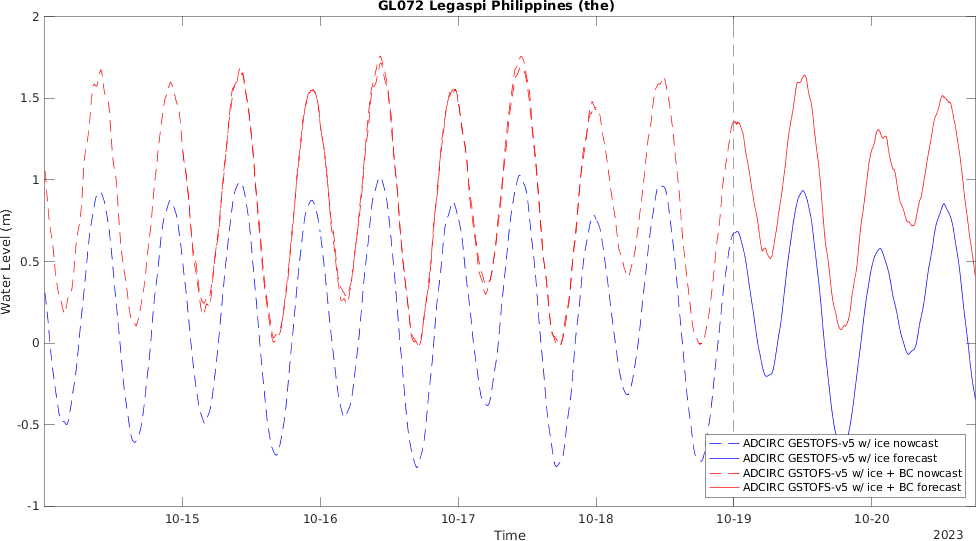 GL072 Legaspi Philippines (the)
2
1.5
1
0.5
0
-0.5
-1
Water Level (m)
ADCIRC GESTOFS-v5 w/ ice nowcast
ADCIRC GESTOFS-v5 w/ ice forecast
ADCIRC GSTOFS-v5 w/ ice + BC nowcast
ADCIRC GSTOFS-v5 w/ ice + BC forecast
10-15 10-16 10-17 10-18 10-19 10-20
Time
2023